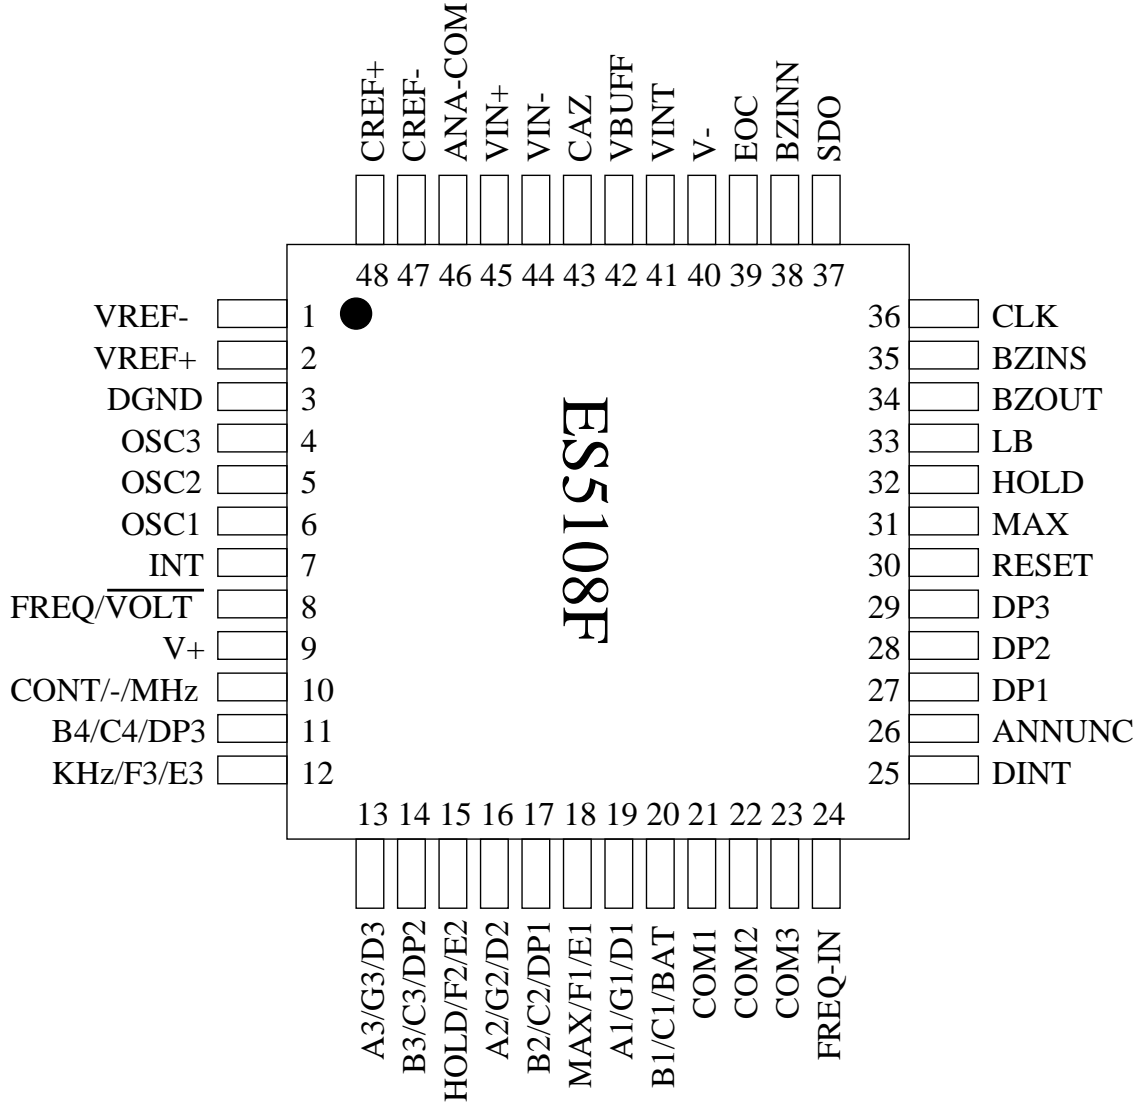 CREF+
CREF-
ANA-COM
VIN+
VIN-
CAZ
VBUFF
VINT
V-
EOC
BZINN
SDO
48 47 46 45 44 43 42 41 40 39 38 37
VREF- 1
VREF+ 2
DGND 3
OSC3 4
OSC2 5
OSC1 6
INT 7
FREQ/V̅O̅L̅T̅ 8
V+ 9
CONT/-/MHz 10
B4/C4/DP3 11
KHz/F3/E3 12
ES5108F
36 CLK
35 BZINS
34 BZOUT
33 LB
32 HOLD
31 MAX
30 RESET
29 DP3
28 DP2
27 DP1
26 ANNUNC
25 DINT
13 14 15 16 17 18 19 20 21 22 23 24
A3/G3/D3
B3/C3/DP2
HOLD/F2/E2
A2/G2/D2
B2/C2/DP1
MAX/F1/E1
A1/G1/D1
B1/C1/BAT
COM1
COM2
COM3
FREQ-IN